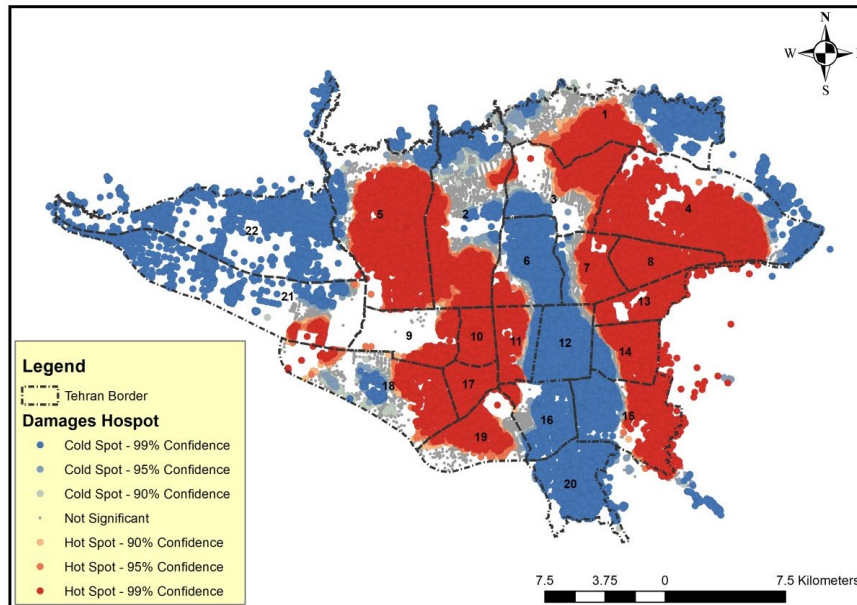 N
W E
S
1
4
3
5
2
22
6
7
8
21
13
9
10
11
12
14
18
17
15
16
19
20
Legend
Tehran Border
Damages Hospot
Cold Spot - 99% Confidence
Cold Spot - 95% Confidence
Cold Spot - 90% Confidence
Not Significant
Hot Spot - 90% Confidence
Hot Spot - 95% Confidence
Hot Spot - 99% Confidence
7.5 3.75 0 7.5 Kilometers